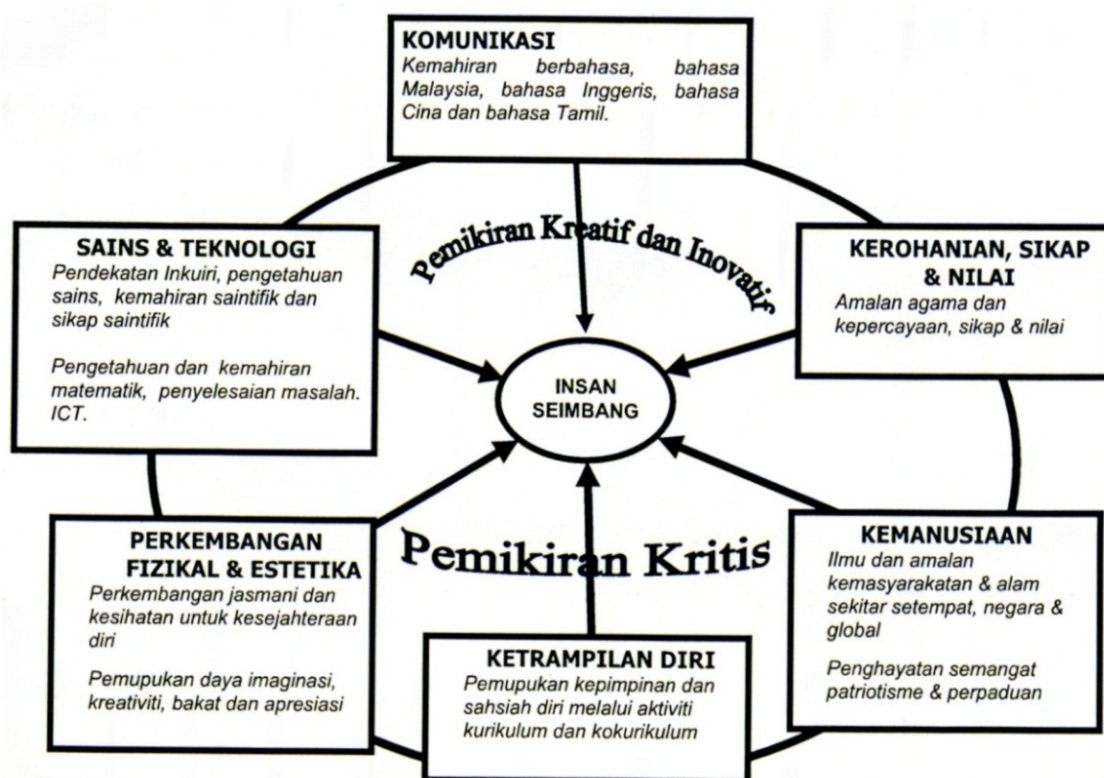 KOMUNIKASI
Kemahiran berbahasa, bahasa
Malaysia, bahasa Inggeris, bahasa
Cina dan bahasa Tamil.
Pemikiran Kreatif dan Inovatif
SAINS & TEKNOLOGI
Pendekatan Inkuiri, pengetahuan
sains, kemahiran saintifik dan
sikap saintifik
Pengetahuan dan kemahiran
matematik, penyelesaian masalah.
ICT.
KEROHANIAN, SIKAP
& NILAI
Amalan agama dan
kepercayaan, sikap & nilai
INSAN
SEIMBANG
PERKEMBANGAN
FIZIKAL & ESTETIKA
Perkembangan jasmani dan
kesihatan untuk kesejahteraan
diri
Pemupukan daya imaginasi,
kreativiti, bakat dan apresiasi
Pemikiran Kritis
KEMANUSIAAN
Ilmu dan amalan
kemasyarakatan & alam
sekitar setempat, negara &
global
Penghayatan semangat
patriotisme & perpaduan
KETRAMPILAN DIRI
Pemupukan kepimpinan dan
sahsiah diri melalui aktiviti
kurikulum dan kokurikulum